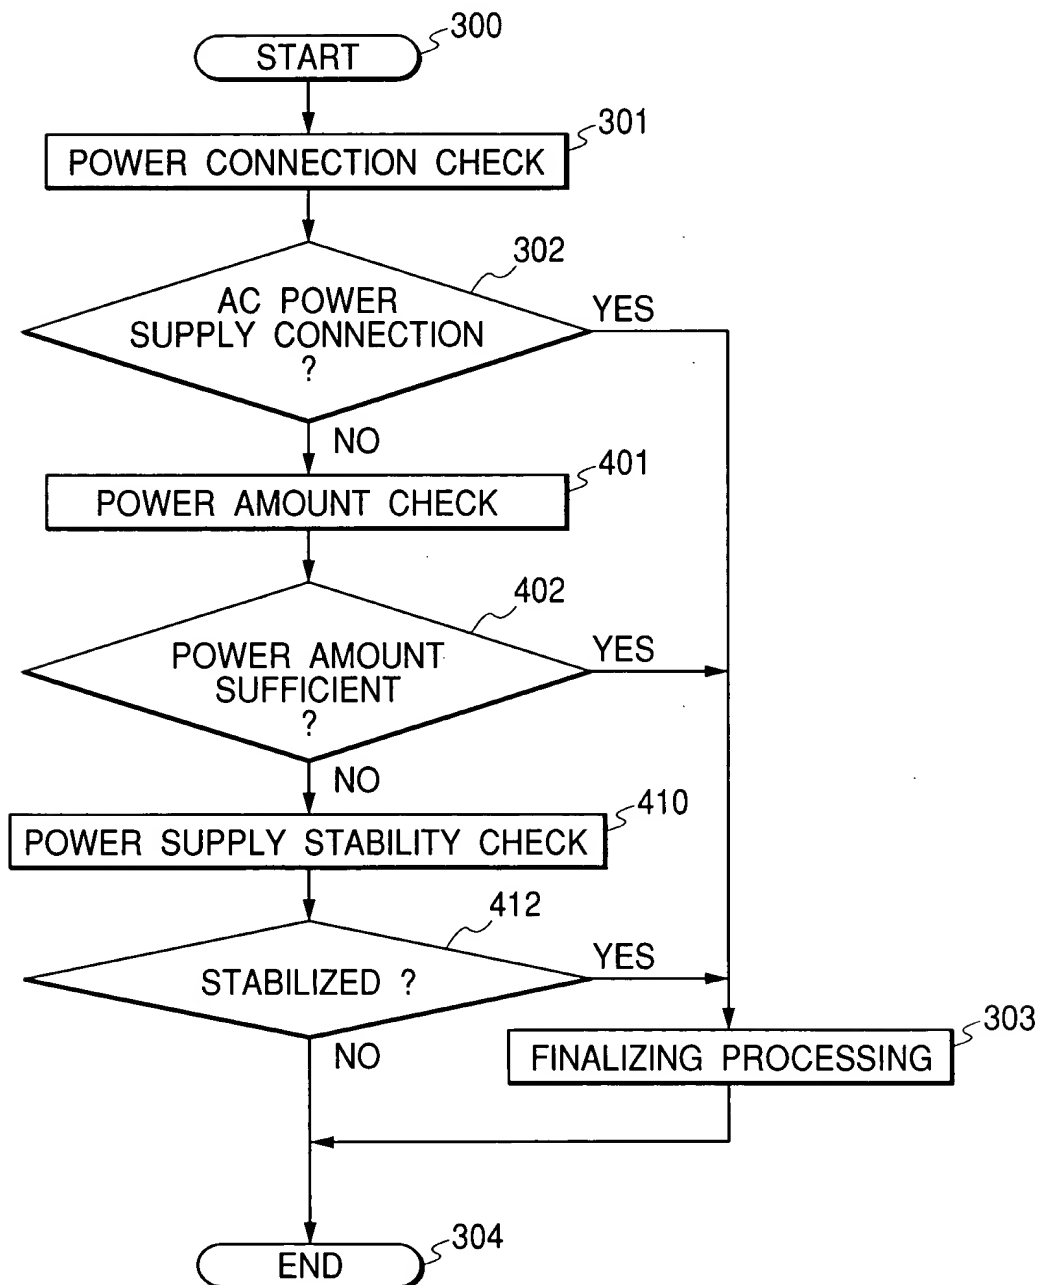 300
START
301
POWER CONNECTION CHECK
302
AC POWER
SUPPLY CONNECTION
?
YES
NO
401
POWER AMOUNT CHECK
402
POWER AMOUNT
SUFFICIENT
?
YES
NO
410
POWER SUPPLY STABILITY CHECK
412
STABILIZED ?
YES
NO
303
FINALIZING PROCESSING
304
END